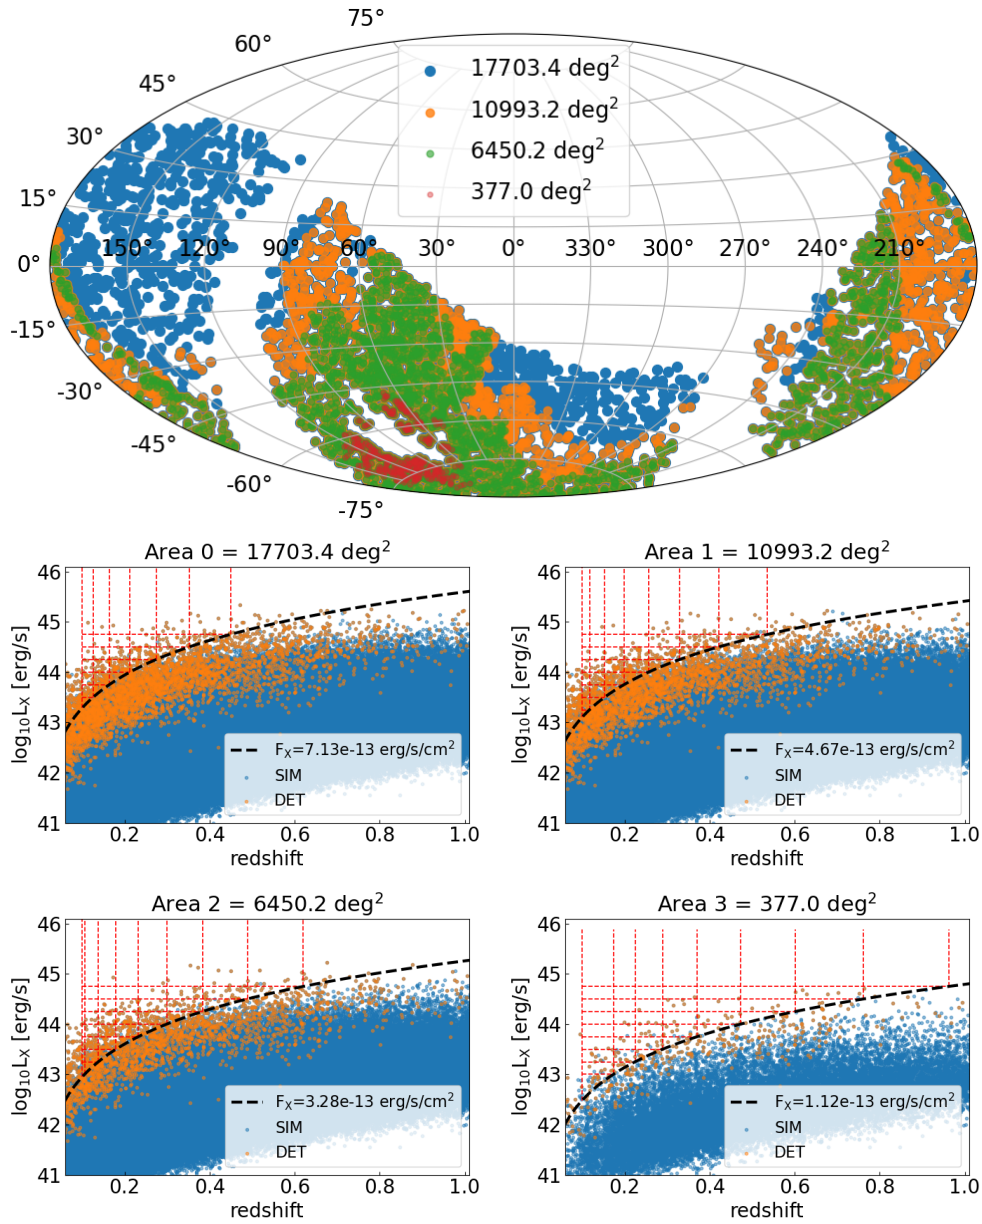 75°
60°
45°
30°
15°
0°
-15°
-30°
-45°
-60°
-75°
17703.4 deg²
10993.2 deg²
6450.2 deg²
377.0 deg²
150° 120° 90° 60° 30° 0° 330° 300° 270° 240° 210°
Area 0 = 17703.4 deg²
46
45
44
43
42
41
log₁₀Lₓ [erg/s]
Fₓ=7.13e-13 erg/s/cm²
SIM
DET
0.2 0.4 0.6 0.8 1.0
redshift
Area 1 = 10993.2 deg²
46
45
44
43
42
41
log₁₀Lₓ [erg/s]
Fₓ=4.67e-13 erg/s/cm²
SIM
DET
0.2 0.4 0.6 0.8 1.0
redshift
Area 2 = 6450.2 deg²
46
45
44
43
42
41
log₁₀Lₓ [erg/s]
Fₓ=3.28e-13 erg/s/cm²
SIM
DET
0.2 0.4 0.6 0.8 1.0
redshift
Area 3 = 377.0 deg²
46
45
44
43
42
41
log₁₀Lₓ [erg/s]
Fₓ=1.12e-13 erg/s/cm²
SIM
DET
0.2 0.4 0.6 0.8 1.0
redshift